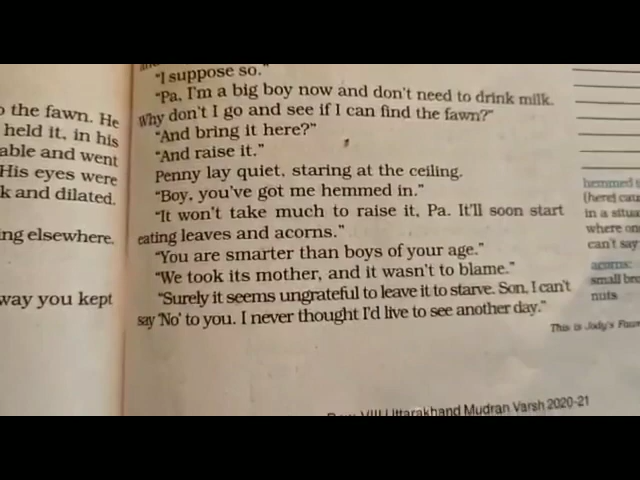 o the fawn. He
held it, in his
able and went
His eyes were
k and dilated.
ng elsewhere.
way you kept
"I suppose so."
"Pa, I'm a big boy now and don't need to drink milk.
Why don't I go and see if I can find the fawn?"
"And bring it here?"
"And raise it."
Penny lay quiet, staring at the ceiling.
"Boy, you've got me hemmed in."
"It won't take much to raise it, Pa. It'll soon start
eating leaves and acorns."
"You are smarter than boys of your age."
"We took its mother, and it wasn't to blame."
"Surely it seems ungrateful to leave it to starve. Son, I can't
say 'No' to you. I never thought I'd live to see another day."
hemmed
(here) cau
in a situa
where on
can't say
acorns:
small bro
nuts
This is Jody's Faw
VIII Uttarakhand Mudran Varsh 2020-21